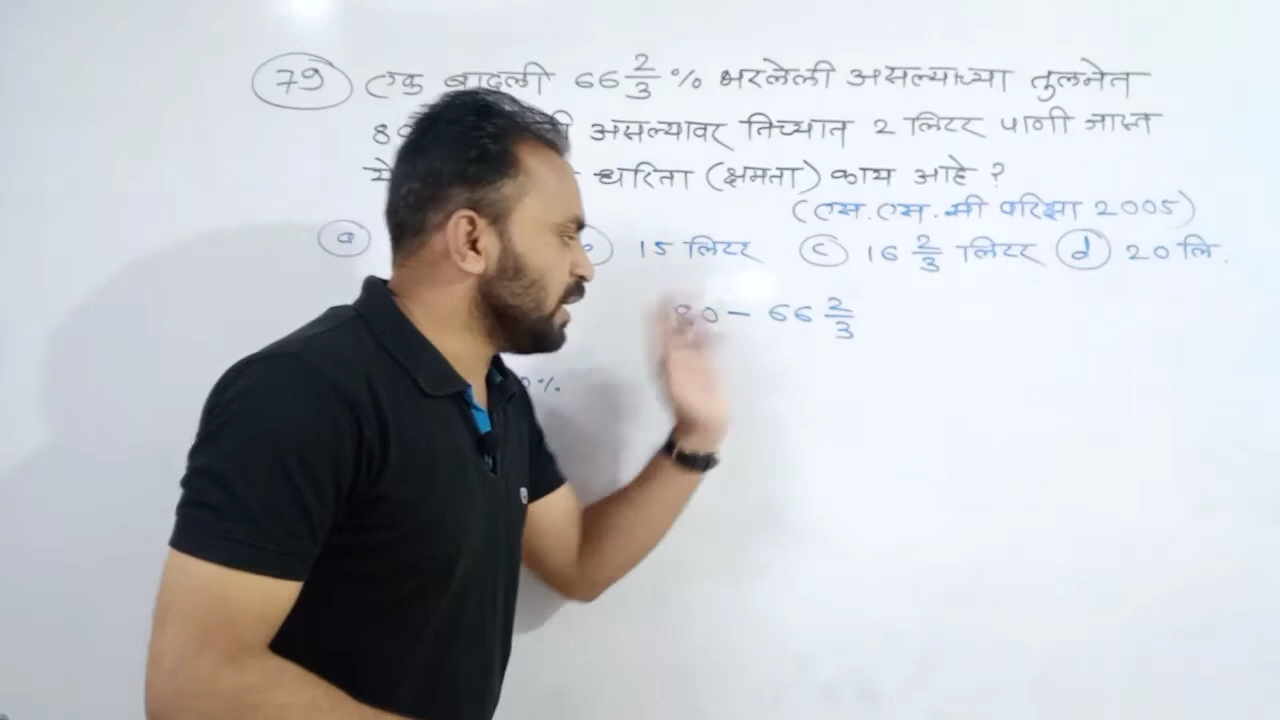 79 एक बादली 66 2/3 % भरलेली असल्याच्या तुलनेत
असल्यावर तिच्यात 2 लिटर पाणी जास्त
धरिता (क्षमता) काय आहे ?
(एस.एस.सी परिक्षा 2005)
a 15 लिटर c 16 2/3 लिटर d 20 लि.
80 - 66 2/3